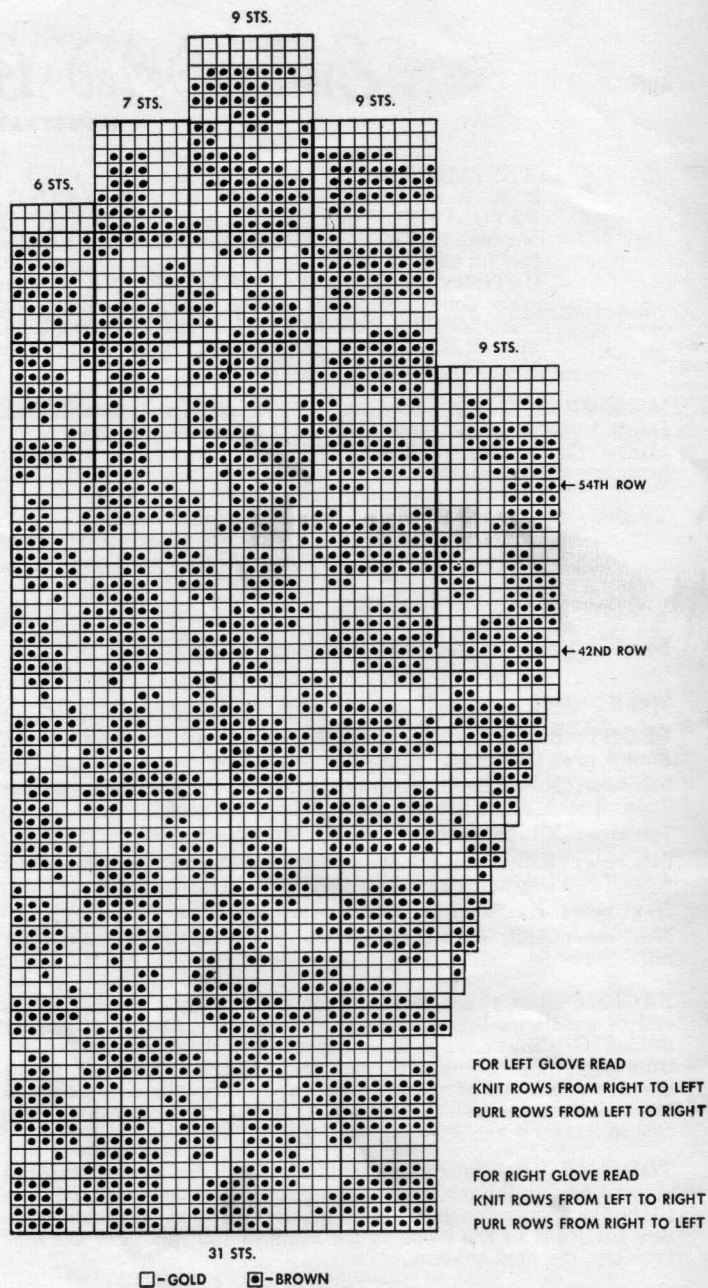 9 STS.
7 STS.
9 STS.
6 STS.
9 STS.
←54TH ROW
←42ND ROW
FOR LEFT GLOVE READ
KNIT ROWS FROM RIGHT TO LEFT
PURL ROWS FROM LEFT TO RIGHT
FOR RIGHT GLOVE READ
KNIT ROWS FROM LEFT TO RIGHT
PURL ROWS FROM RIGHT TO LEFT
31 STS.
□-GOLD ▣-BROWN